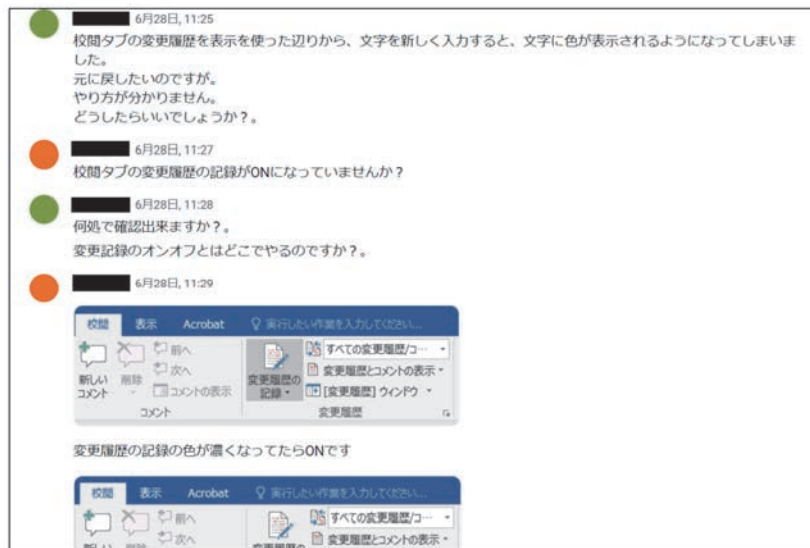 6月28日, 11:25
校閲タブの変更履歴を表示を使った辺りから、文字を新しく入力すると、文字に色が表示されるようになってしまいま
した。
元に戻したいのですが。
やり方が分かりません。
どうしたらいいでしょうか？。
6月28日, 11:27
校閲タブの変更履歴の記録がONになっていませんか？
6月28日, 11:28
何処で確認出来ますか？。
変更記録のオンオフとはどこでやるのですか？。
6月28日, 11:29
校閲 表示 Acrobat 実行したい作業を入力してください...
新しい
コメント
削除
前へ
次へ
コメントの表示
コメント
変更履歴の
記録
すべての変更履歴/コ…
変更履歴とコメントの表示
[変更履歴] ウィンドウ
変更履歴
変更履歴の記録の色が濃くなってたらONです
校閲 表示 Acrobat 実行したい作業を入力してください...
前へ
次へ
すべての変更履歴/コ…
変更履歴とコメントの表示